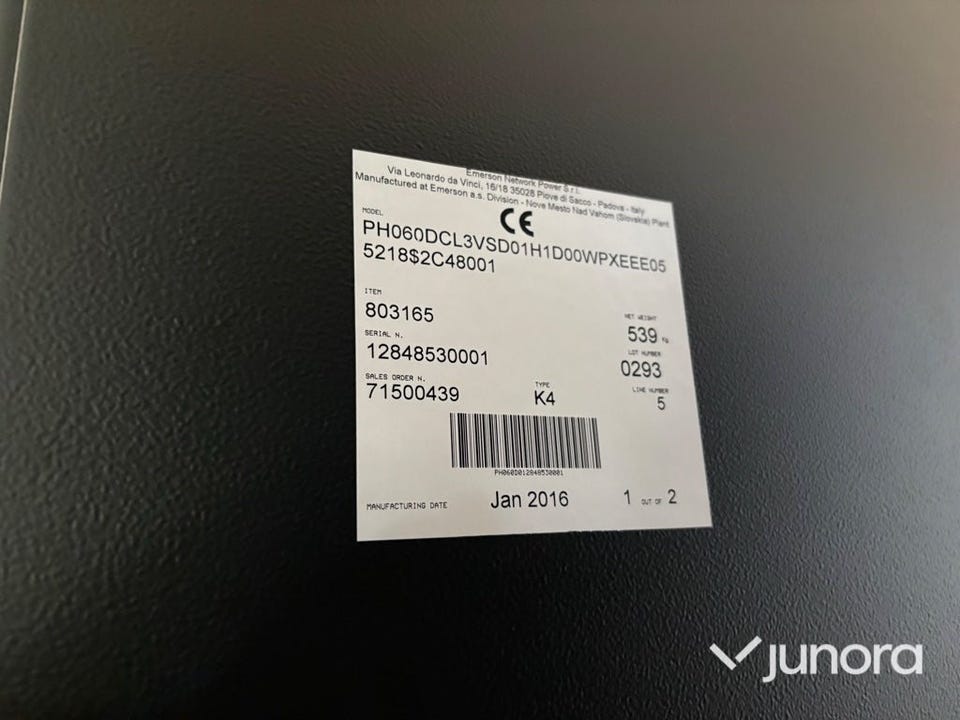 Emerson Network Power S.r.l.
Via Leonardo da Vinci, 16/18 35028 Piove di Sacco - Padova - Italy
Manufactured at Emerson a.s. Division - Nove Mesto Nad Vahom (Slovakia) Plant
CE
MODEL
PH060DCL3VSD01H1D00WPXEEE05
5218$2C48001
ITEM
803165
NET WEIGHT
539 Kg
SERIAL N.
12848530001
LOT NUMBER
0293
SALES ORDER N.
71500439
TYPE
K4
LINE NUMBER
5
PH060D012848530001
MANUFACTURING DATE
Jan 2016
1 OUT OF 2
junora